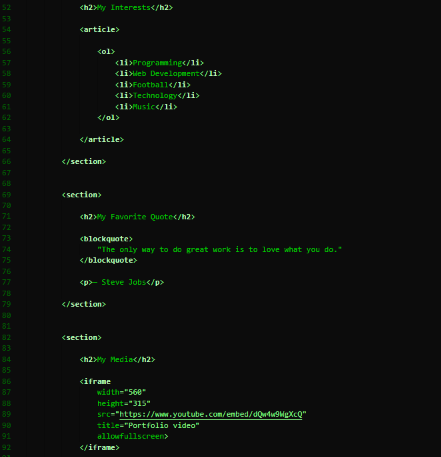 52 <h2>My Interests</h2>
53
54 <article>
55
56 <ol>
57 <li>Programming</li>
58 <li>Web Development</li>
59 <li>Football</li>
60 <li>Technology</li>
61 <li>Music</li>
62 </ol>
63
64 </article>
65
66 </section>
67
68
69 <section>
70
71 <h2>My Favorite Quote</h2>
72
73 <blockquote>
74 "The only way to do great work is to love what you do."
75 </blockquote>
76
77 <p>— Steve Jobs</p>
78
79 </section>
80
81
82 <section>
83
84 <h2>My Media</h2>
85
86 <iframe
87 width="560"
88 height="315"
89 src="https://www.youtube.com/embed/dQw4w9WgXcQ"
90 title="Portfolio video"
91 allowfullscreen>
92 </iframe>